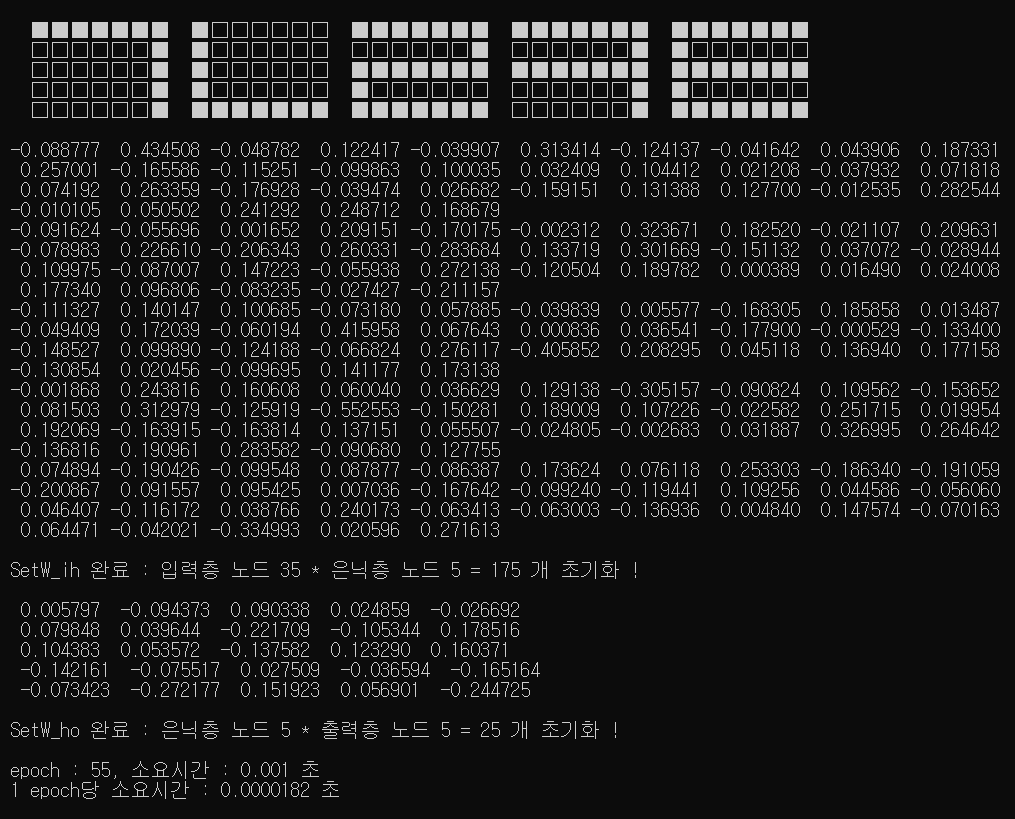 -0.088777 0.434508 -0.048782 0.122417 -0.039907 0.313414 -0.124137 -0.041642 0.043906 0.187331
0.257001 -0.165586 -0.115251 -0.099863 0.100035 0.032409 0.104412 0.021208 -0.037932 0.071818
0.074192 0.263359 -0.176928 -0.039474 0.026682 -0.159151 0.131388 0.127700 -0.012535 0.282544
-0.010105 0.050502 0.241292 0.248712 0.168679
-0.091624 -0.055696 0.001652 0.209151 -0.170175 -0.002312 0.323671 0.182520 -0.021107 0.209631
-0.078983 0.226610 -0.206343 0.260331 -0.283684 0.133719 0.301669 -0.151132 0.037072 -0.028944
0.109975 -0.087007 0.147223 -0.055938 0.272138 -0.120504 0.189782 0.000389 0.016490 0.024008
0.177340 0.096806 -0.083235 -0.027427 -0.211157
-0.111327 0.140147 0.100685 -0.073180 0.057885 -0.039839 0.005577 -0.168305 0.185858 0.013487
-0.049409 0.172039 -0.060194 0.415958 0.067643 0.000836 0.036541 -0.177900 -0.000529 -0.133400
-0.148527 0.099890 -0.124188 -0.066824 0.276117 -0.405852 0.208295 0.045118 0.136940 0.177158
-0.130854 0.020456 -0.099695 0.141177 0.173138
-0.001868 0.243816 0.160608 0.060040 0.036629 0.129138 -0.305157 -0.090824 0.109562 -0.153652
0.081503 0.312979 -0.125919 -0.552553 -0.150281 0.189009 0.107226 -0.022582 0.251715 0.019954
0.192069 -0.163915 -0.163814 0.137151 0.055507 -0.024805 -0.002683 0.031887 0.326995 0.264642
-0.136816 0.190961 0.283582 -0.090680 0.127755
0.074894 -0.190426 -0.099548 0.087877 -0.086387 0.173624 0.076118 0.253303 -0.186340 -0.191059
-0.200867 0.091557 0.095425 0.007036 -0.167642 -0.099240 -0.119441 0.109256 0.044586 -0.056060
0.046407 -0.116172 0.038766 0.240173 -0.063413 -0.063003 -0.136936 0.004840 0.147574 -0.070163
0.064471 -0.042021 -0.334993 0.020596 0.271613
SetW_ih 완료 : 입력층 노드 35 * 은닉층 노드 5 = 175 개 초기화 !
0.005797 -0.094373 0.090338 0.024859 -0.026692
0.079848 0.039644 -0.221709 -0.105344 0.178516
0.104383 0.053572 -0.137582 0.123290 0.160371
-0.142161 -0.075517 0.027509 -0.036594 -0.165164
-0.073423 -0.272177 0.151923 0.056901 -0.244725
SetW_ho 완료 : 은닉층 노드 5 * 출력층 노드 5 = 25 개 초기화 !
epoch : 55, 소요시간 : 0.001 초
1 epoch당 소요시간 : 0.0000182 초